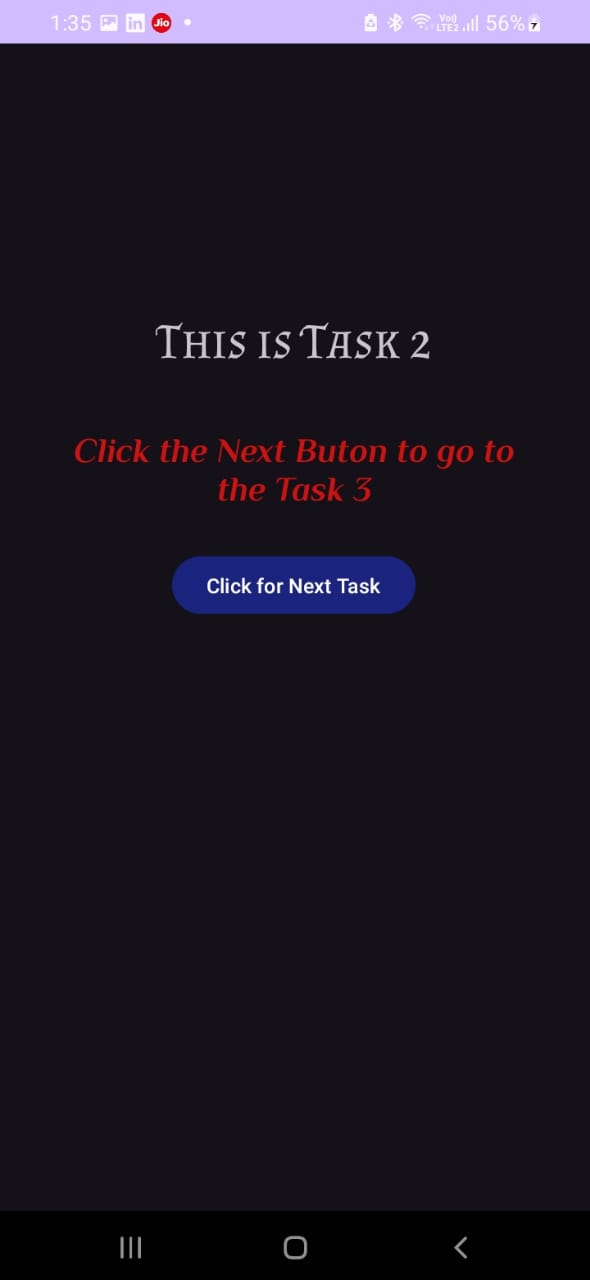 1:35 in Jio 56%
Vo)) LTE2
This is Task 2
Click the Next Buton to go to
the Task 3
Click for Next Task